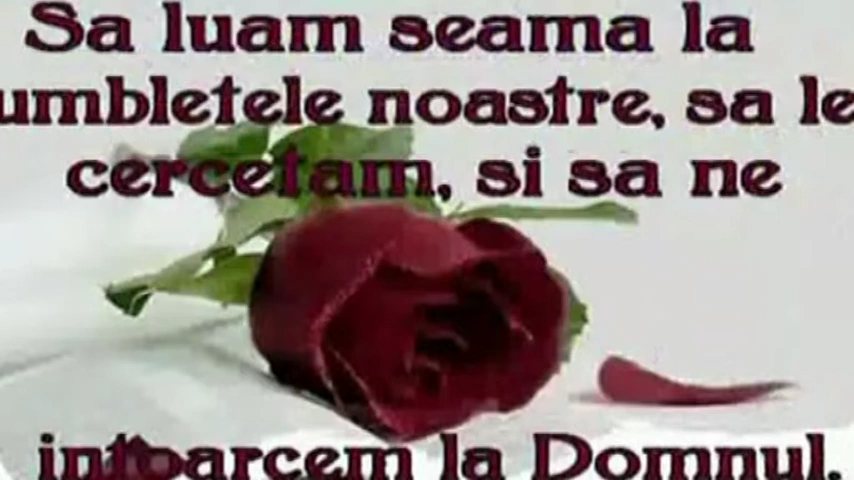 Sa luam seama la
umbletele noastre, sa le
cercetam, si sa ne
intoarcem la Domnul.